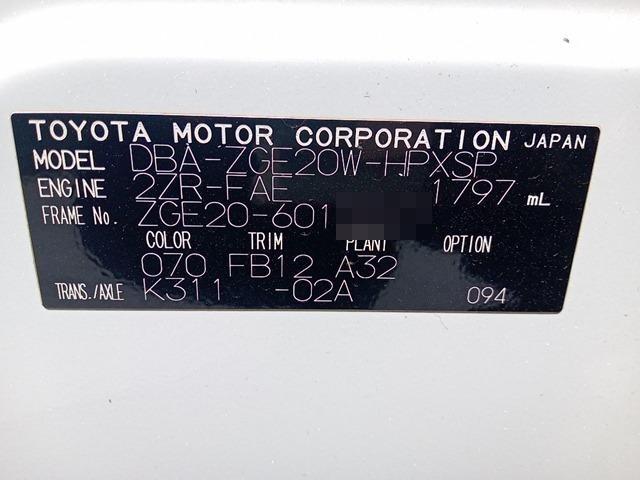 TOYOTA MOTOR CORPORATION JAPAN
MODEL DBA-ZGE20W-HPXSP
ENGINE 2ZR-FAE 1797 mL
FRAME No. ZGE20-601
COLOR TRIM PLANT OPTION
070 FB12 A32
TRANS./AXLE K311 -02A 094